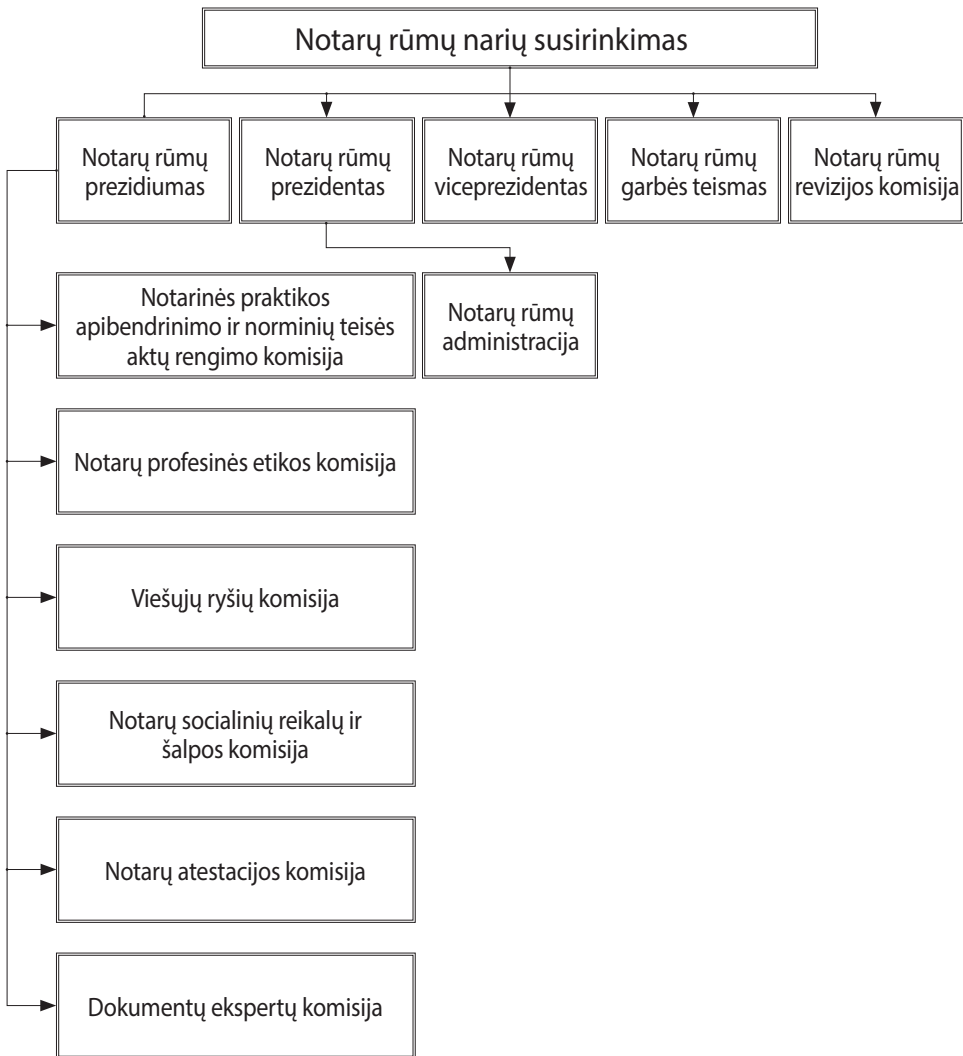 Notarų rūmų narių susirinkimas
Notarų rūmų
prezidiumas
Notarų rūmų
prezidentas
Notarų rūmų
viceprezidentas
Notarų rūmų
garbės teismas
Notarų rūmų
revizijos komisija
Notarinės praktikos
apibendrinimo ir norminių teisės
aktų rengimo komisija
Notarų rūmų
administracija
Notarų profesinės etikos komisija
Viešųjų ryšių komisija
Notarų socialinių reikalų ir
šalpos komisija
Notarų atestacijos komisija
Dokumentų ekspertų komisija